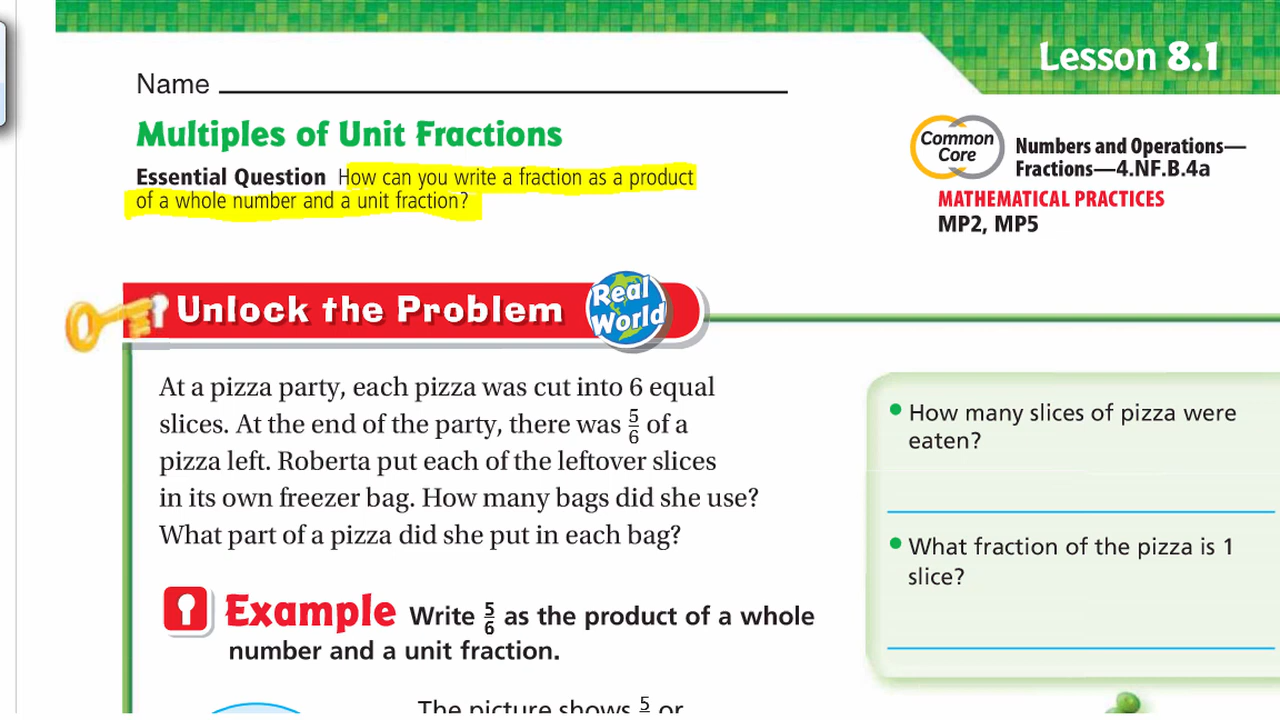 Lesson 8.1
Name
Multiples of Unit Fractions
Essential Question How can you write a fraction as a product
of a whole number and a unit fraction?
Common
Core
Numbers and Operations—
Fractions—4.NF.B.4a
MATHEMATICAL PRACTICES
MP2, MP5
Unlock the Problem
Real
World
At a pizza party, each pizza was cut into 6 equal
slices. At the end of the party, there was 5/6 of a
pizza left. Roberta put each of the leftover slices
in its own freezer bag. How many bags did she use?
What part of a pizza did she put in each bag?
• How many slices of pizza were
eaten?
• What fraction of the pizza is 1
slice?
Example Write 5/6 as the product of a whole
number and a unit fraction.
The picture shows 5 or